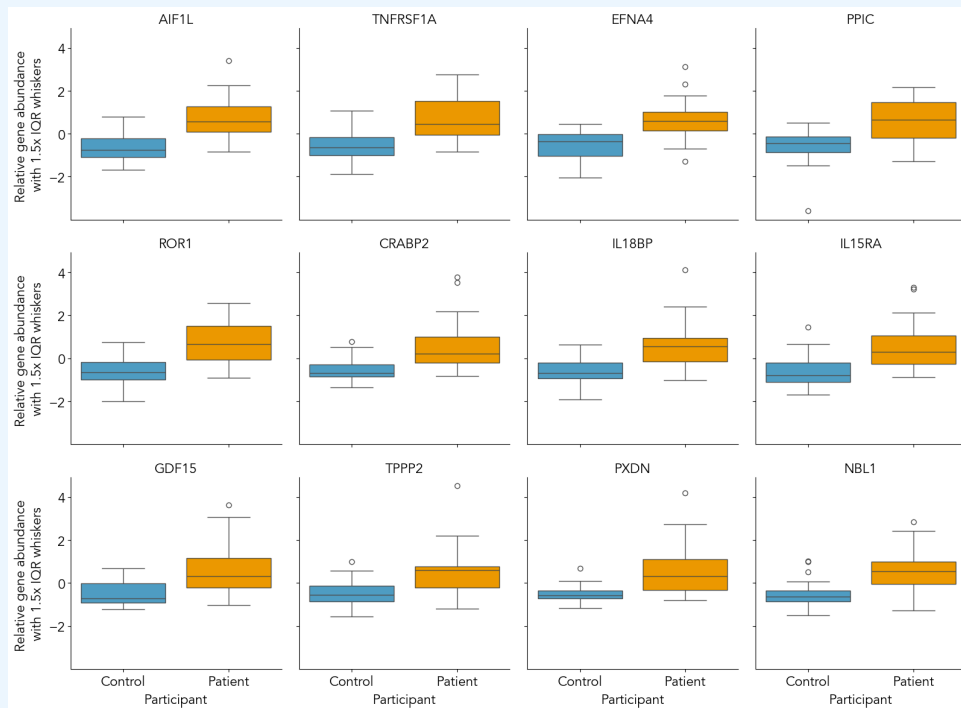 AIF1L TNFRSF1A EFNA4 PPIC
Relative gene abundance
with 1.5x IQR whiskers
4
2
0
−2
ROR1 CRABP2 IL18BP IL15RA
Relative gene abundance
with 1.5x IQR whiskers
4
2
0
−2
GDF15 TPPP2 PXDN NBL1
Relative gene abundance
with 1.5x IQR whiskers
4
2
0
−2
Control Patient Control Patient Control Patient Control Patient
Participant Participant Participant Participant